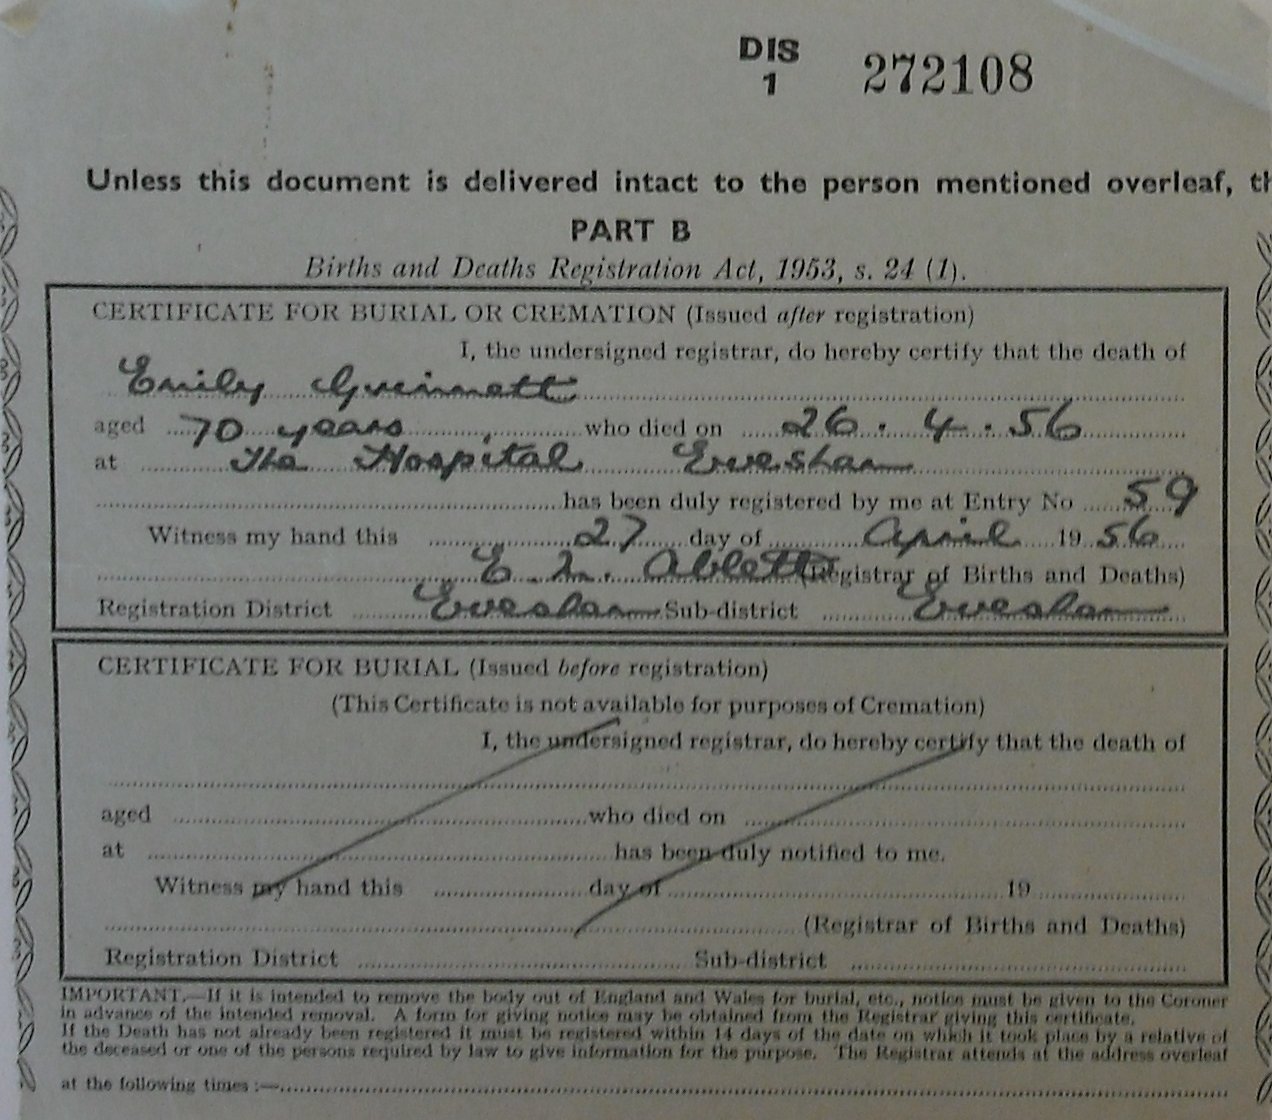 DIS
1 272108
Unless this document is delivered intact to the person mentioned overleaf, th
PART B
Births and Deaths Registration Act, 1953, s. 24 (1).
CERTIFICATE FOR BURIAL OR CREMATION (Issued after registration)
I, the undersigned registrar, do hereby certify that the death of
Emily Gwinnett
aged 70 years who died on 26. 4. 56
at The Hospital Evesham
has been duly registered by me at Entry No 59
Witness my hand this 27 day of April 19 56
E. M. Ablett (Registrar of Births and Deaths)
Registration District Evesham Sub-district Evesham
CERTIFICATE FOR BURIAL (Issued before registration)
(This Certificate is not available for purposes of Cremation)
I, the undersigned registrar, do hereby certify that the death of
aged who died on
at has been duly notified to me.
Witness my hand this day of 19
(Registrar of Births and Deaths)
Registration District Sub-district
IMPORTANT.—If it is intended to remove the body out of England and Wales for burial, etc., notice must be given to the Coroner
in advance of the intended removal. A form for giving notice may be obtained from the Registrar giving this certificate.
If the Death has not already been registered it must be registered within 14 days of the date on which it took place by a relative of
the deceased or one of the persons required by law to give information for the purpose. The Registrar attends at the address overleaf
at the following times :—